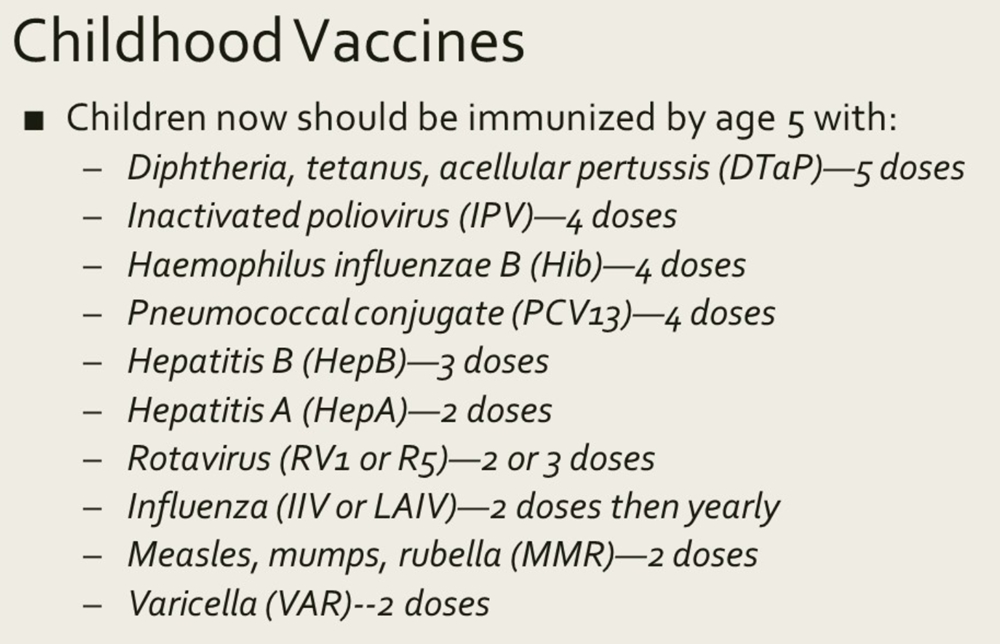 Childhood Vaccines
■ Children now should be immunized by age 5 with:
– Diphtheria, tetanus, acellular pertussis (DTaP)—5 doses
– Inactivated poliovirus (IPV)—4 doses
– Haemophilus influenzae B (Hib)—4 doses
– Pneumococcal conjugate (PCV13)—4 doses
– Hepatitis B (HepB)—3 doses
– Hepatitis A (HepA)—2 doses
– Rotavirus (RV1 or R5)—2 or 3 doses
– Influenza (IIV or LAIV)—2 doses then yearly
– Measles, mumps, rubella (MMR)—2 doses
– Varicella (VAR)--2 doses